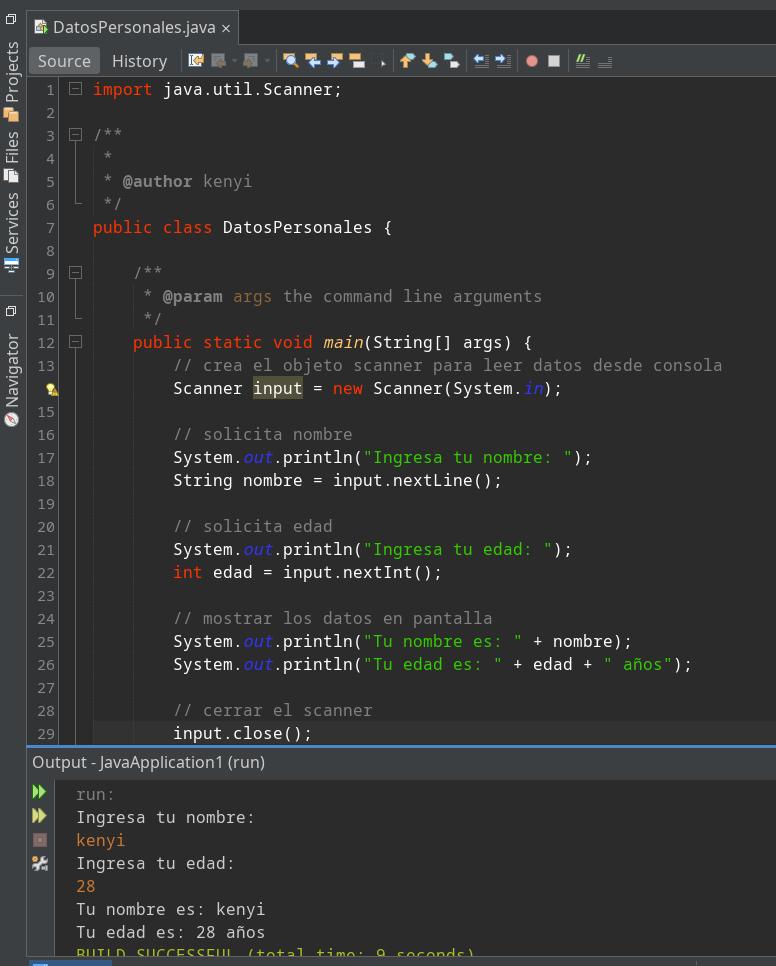 DatosPersonales.java
Source History
Projects
Files
Services
Navigator
1 import java.util.Scanner;
2
3 /**
4 *
5 * @author kenyi
6 */
7 public class DatosPersonales {
8
9 /**
10 * @param args the command line arguments
11 */
12 public static void main(String[] args) {
13 // crea el objeto scanner para leer datos desde consola
Scanner input = new Scanner(System.in);
15
16 // solicita nombre
17 System.out.println("Ingresa tu nombre: ");
18 String nombre = input.nextLine();
19
20 // solicita edad
21 System.out.println("Ingresa tu edad: ");
22 int edad = input.nextInt();
23
24 // mostrar los datos en pantalla
25 System.out.println("Tu nombre es: " + nombre);
26 System.out.println("Tu edad es: " + edad + " años");
27
28 // cerrar el scanner
29 input.close();
Output - JavaApplication1 (run)
run:
Ingresa tu nombre:
kenyi
Ingresa tu edad:
28
Tu nombre es: kenyi
Tu edad es: 28 años
BUILD SUCCESSFUL (total time: 9 seconds)